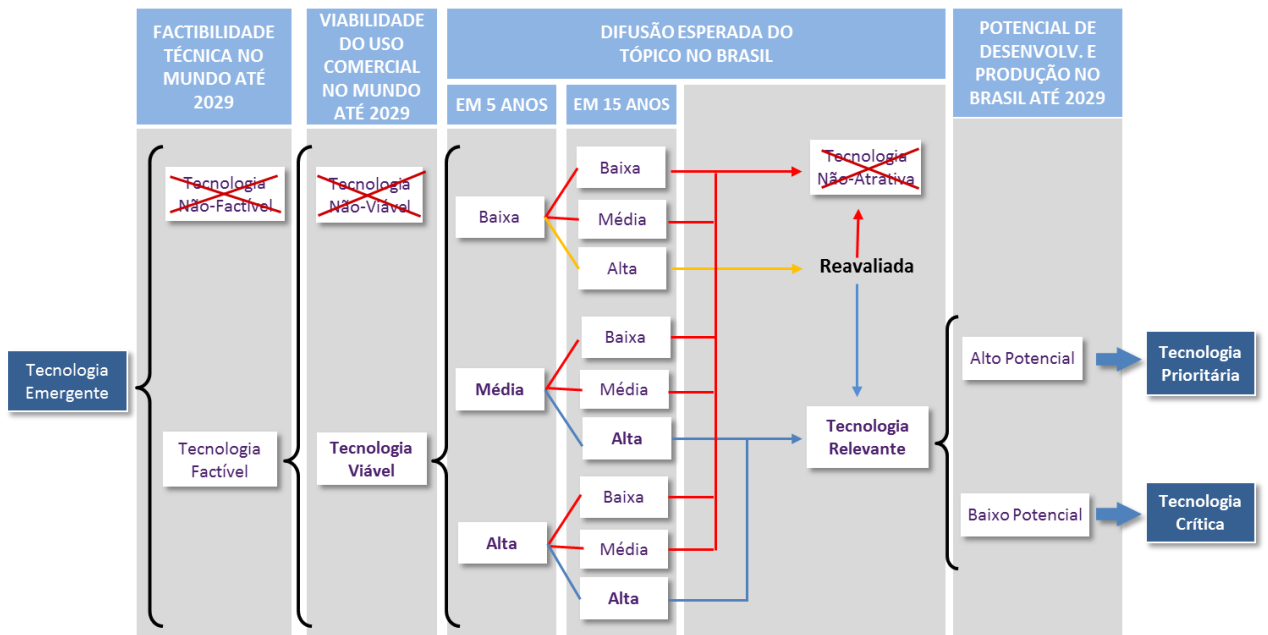 FACTIBILIDADE
TÉCNICA NO
MUNDO ATÉ
2029
VIABILIDADE
DO USO
COMERCIAL
NO MUNDO
ATÉ 2029
DIFUSÃO ESPERADA DO
TÓPICO NO BRASIL
POTENCIAL DE
DESENVOLV. E
PRODUÇÃO NO
BRASIL ATÉ 2029
EM 5 ANOS
EM 15 ANOS
Tecnologia
Emergente
Tecnologia
Não-Factível
Tecnologia
Factível
Tecnologia
Não-Viável
Tecnologia
Viável
Baixa
Baixa
Média
Alta
Média
Baixa
Média
Alta
Alta
Baixa
Média
Alta
Tecnologia
Não-Atrativa
Reavaliada
Tecnologia
Relevante
Alto Potencial
Tecnologia
Prioritária
Baixo Potencial
Tecnologia
Crítica